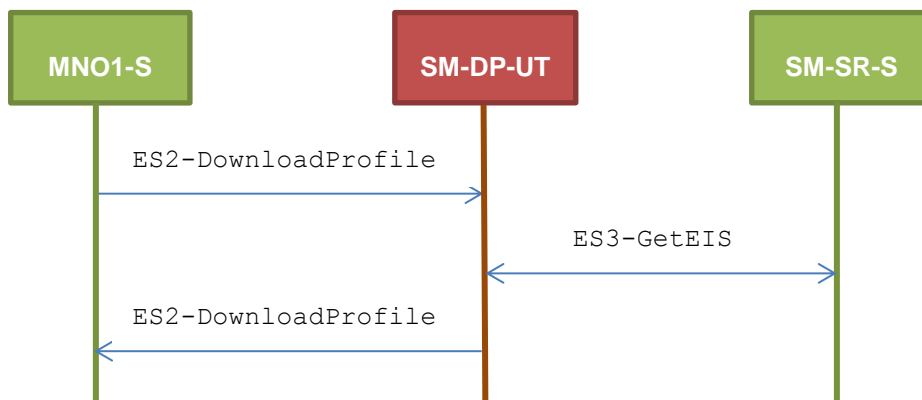 MNO1-S
SM-DP-UT
SM-SR-S
ES2-DownloadProfile
ES3-GetEIS
ES2-DownloadProfile